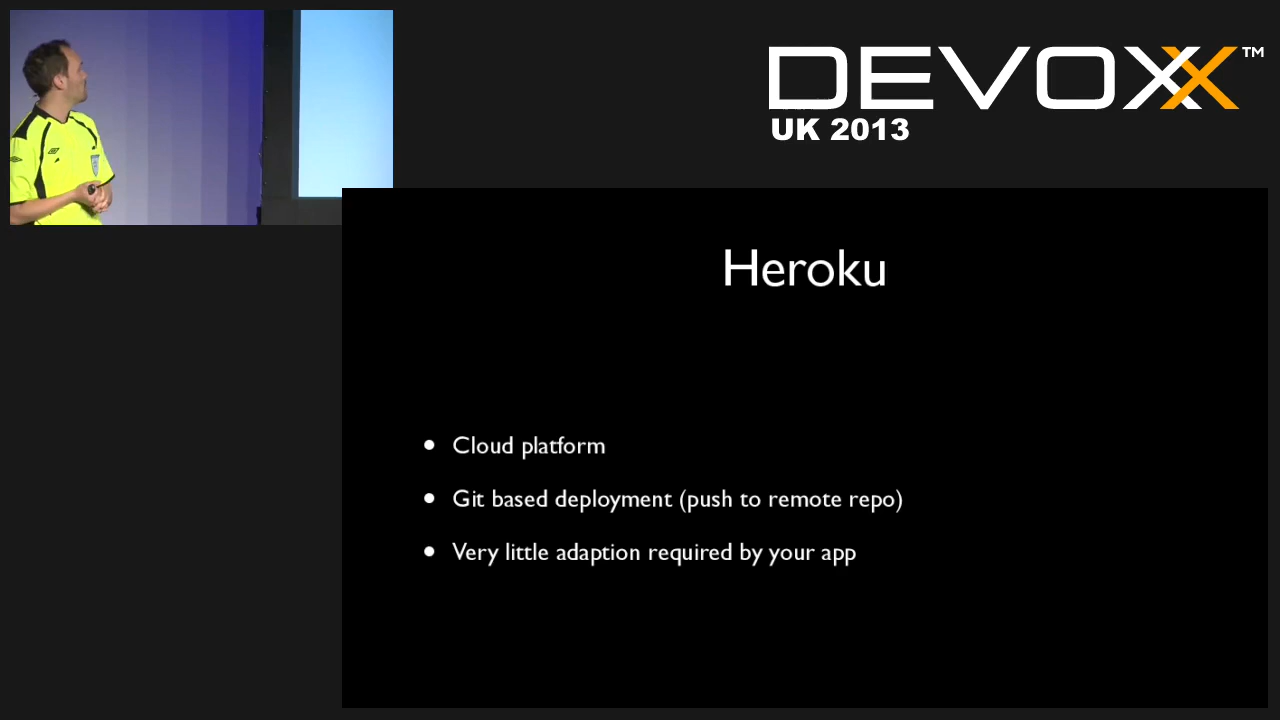 DEVOXX™
UK 2013
Heroku
• Cloud platform
• Git based deployment (push to remote repo)
• Very little adaption required by your app